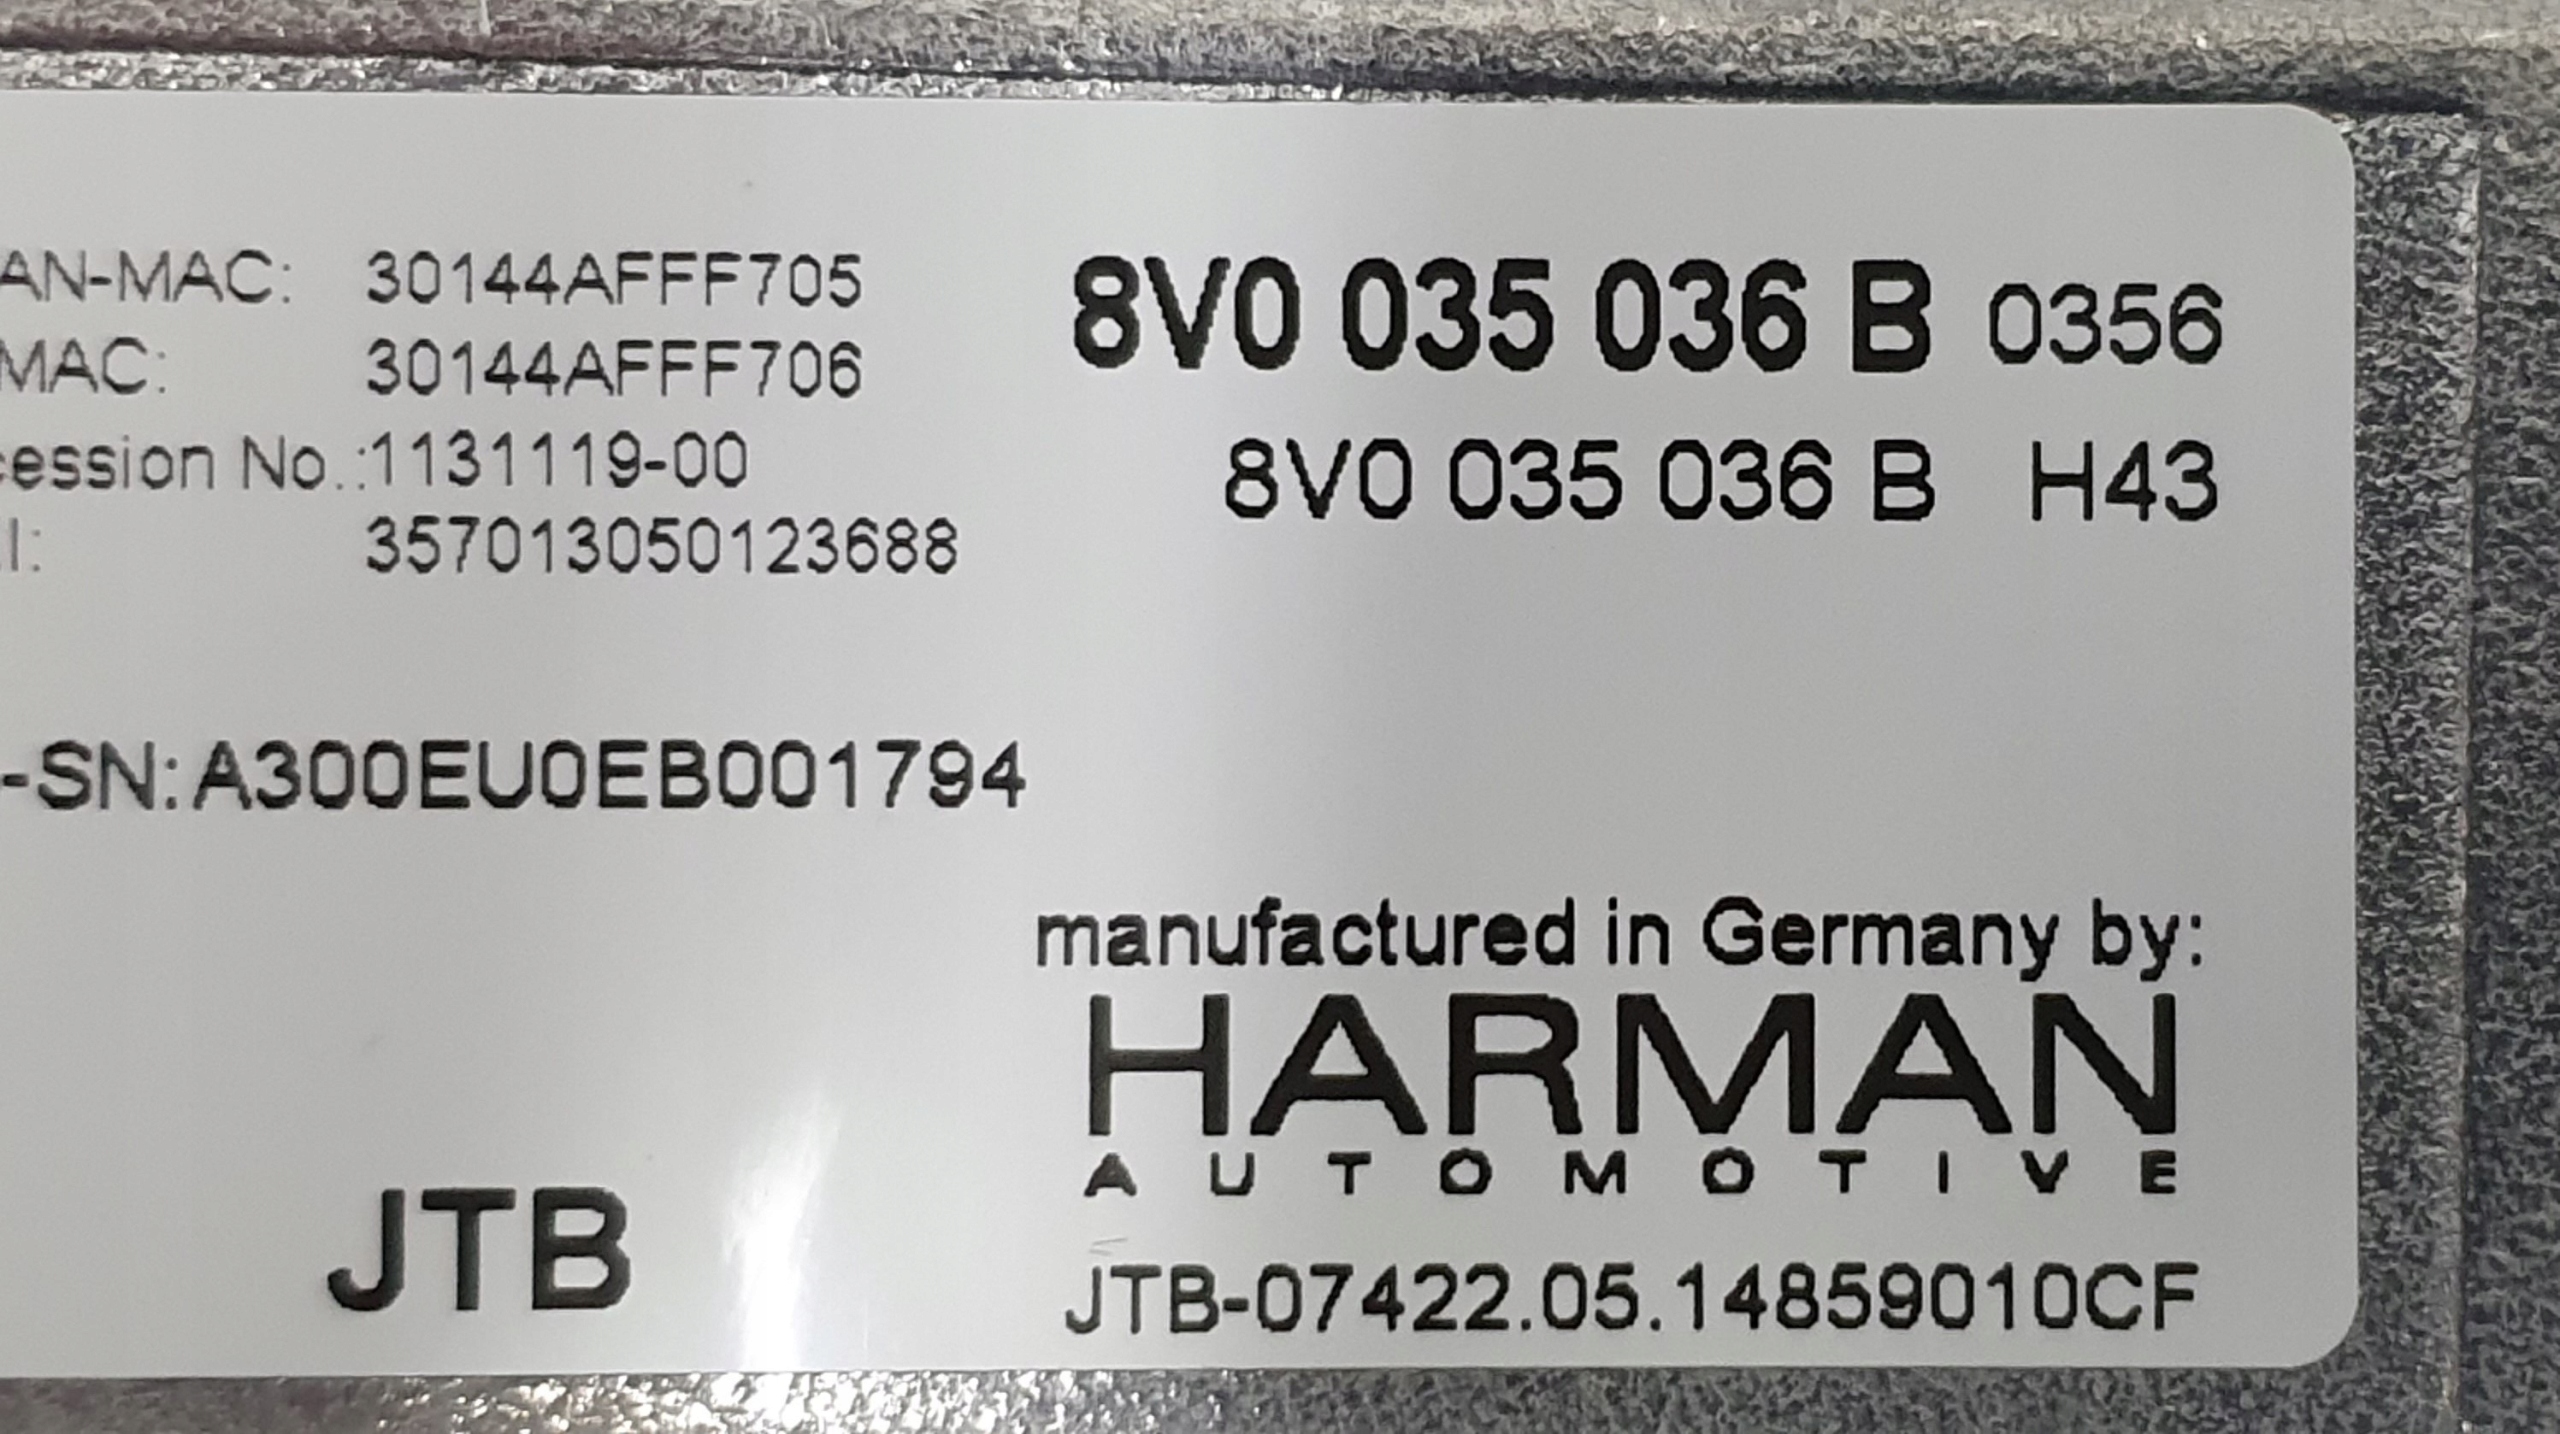 AN-MAC: 30144AFFF705
MAC: 30144AFFF706
cession No.:1131119-00
I: 357013050123688
8V0 035 036 B 0356
8V0 035 036 B H43
-SN:A300EU0EB001794
manufactured in Germany by:
HARMAN
AUTOMOTIVE
JTB
JTB-07422.05.14859010CF